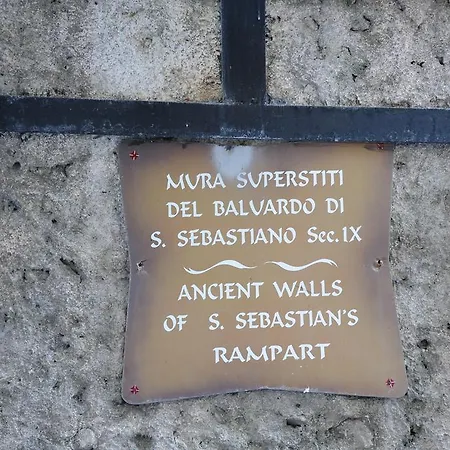 MURA SUPERSTITI
DEL BALUARDO DI
S. SEBASTIANO Sec. IX
ANCIENT WALLS
OF S. SEBASTIAN'S
RAMPART